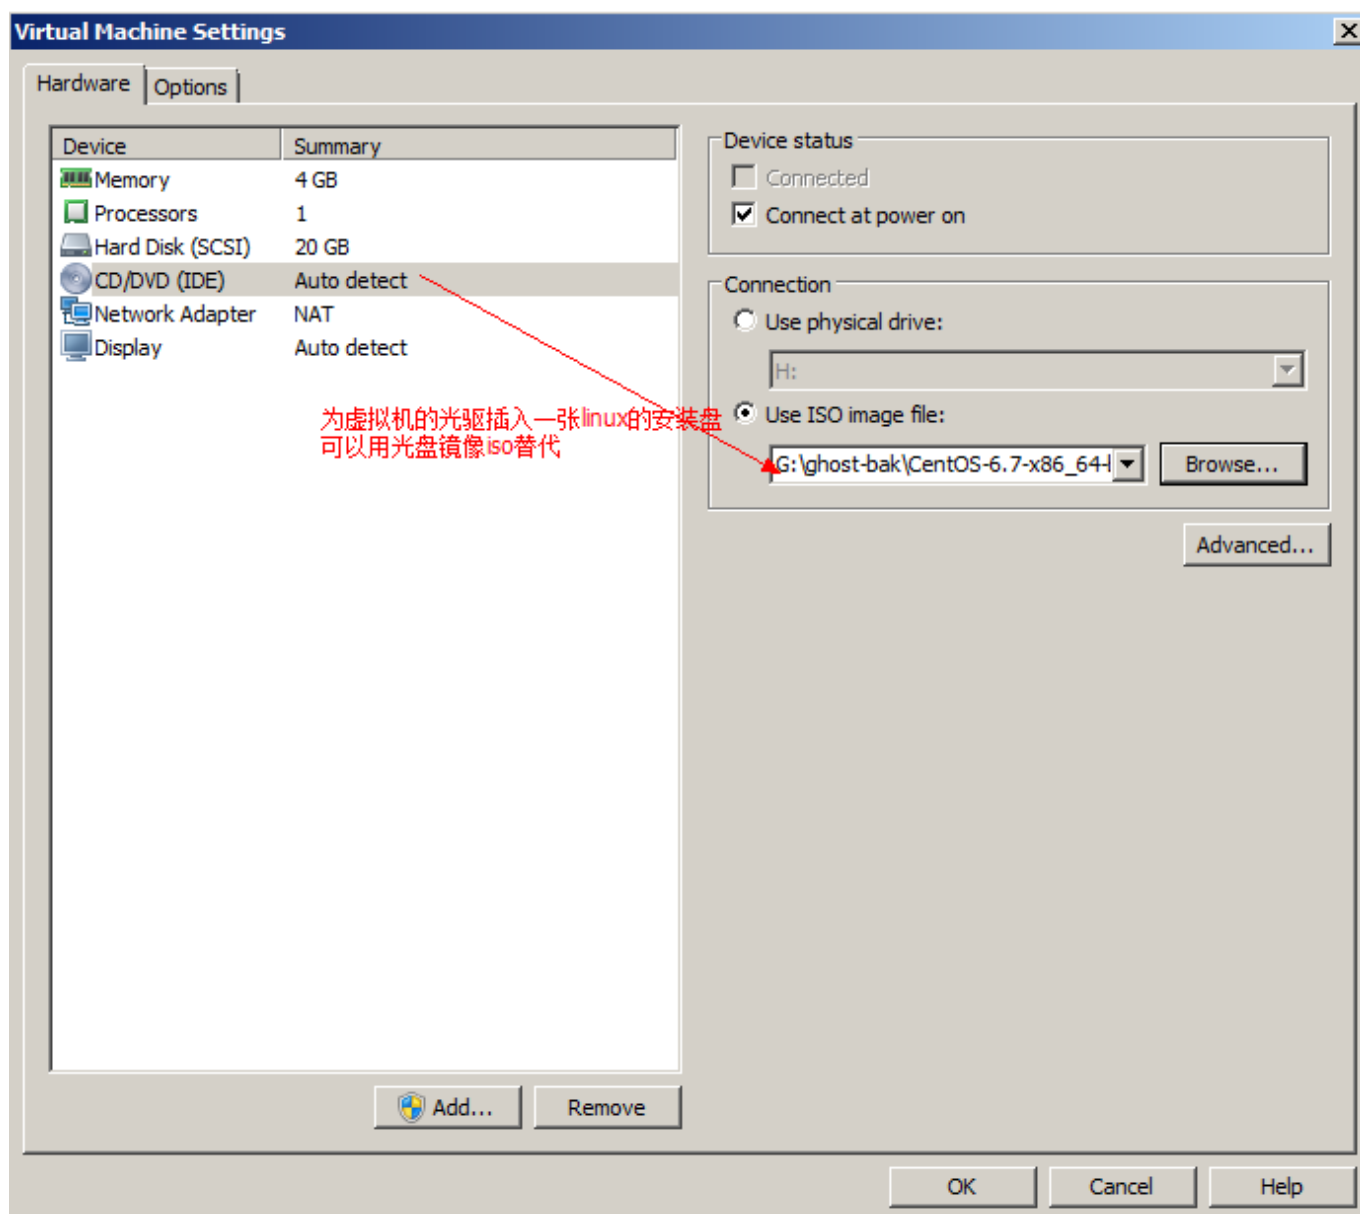 Virtual Machine Settings
Hardware
Options
Device Summary
Memory 4 GB
Processors 1
Hard Disk (SCSI) 20 GB
CD/DVD (IDE) Auto detect
Network Adapter NAT
Display Auto detect
为虚拟机的光驱插入一张linux的安装盘
可以用光盘镜像iso替代
Add...
Remove
Device status
Connected
Connect at power on
Connection
Use physical drive:
H:
Use ISO image file:
G:\ghost-bak\CentOS-6.7-x86_64-
Browse...
Advanced...
OK
Cancel
Help